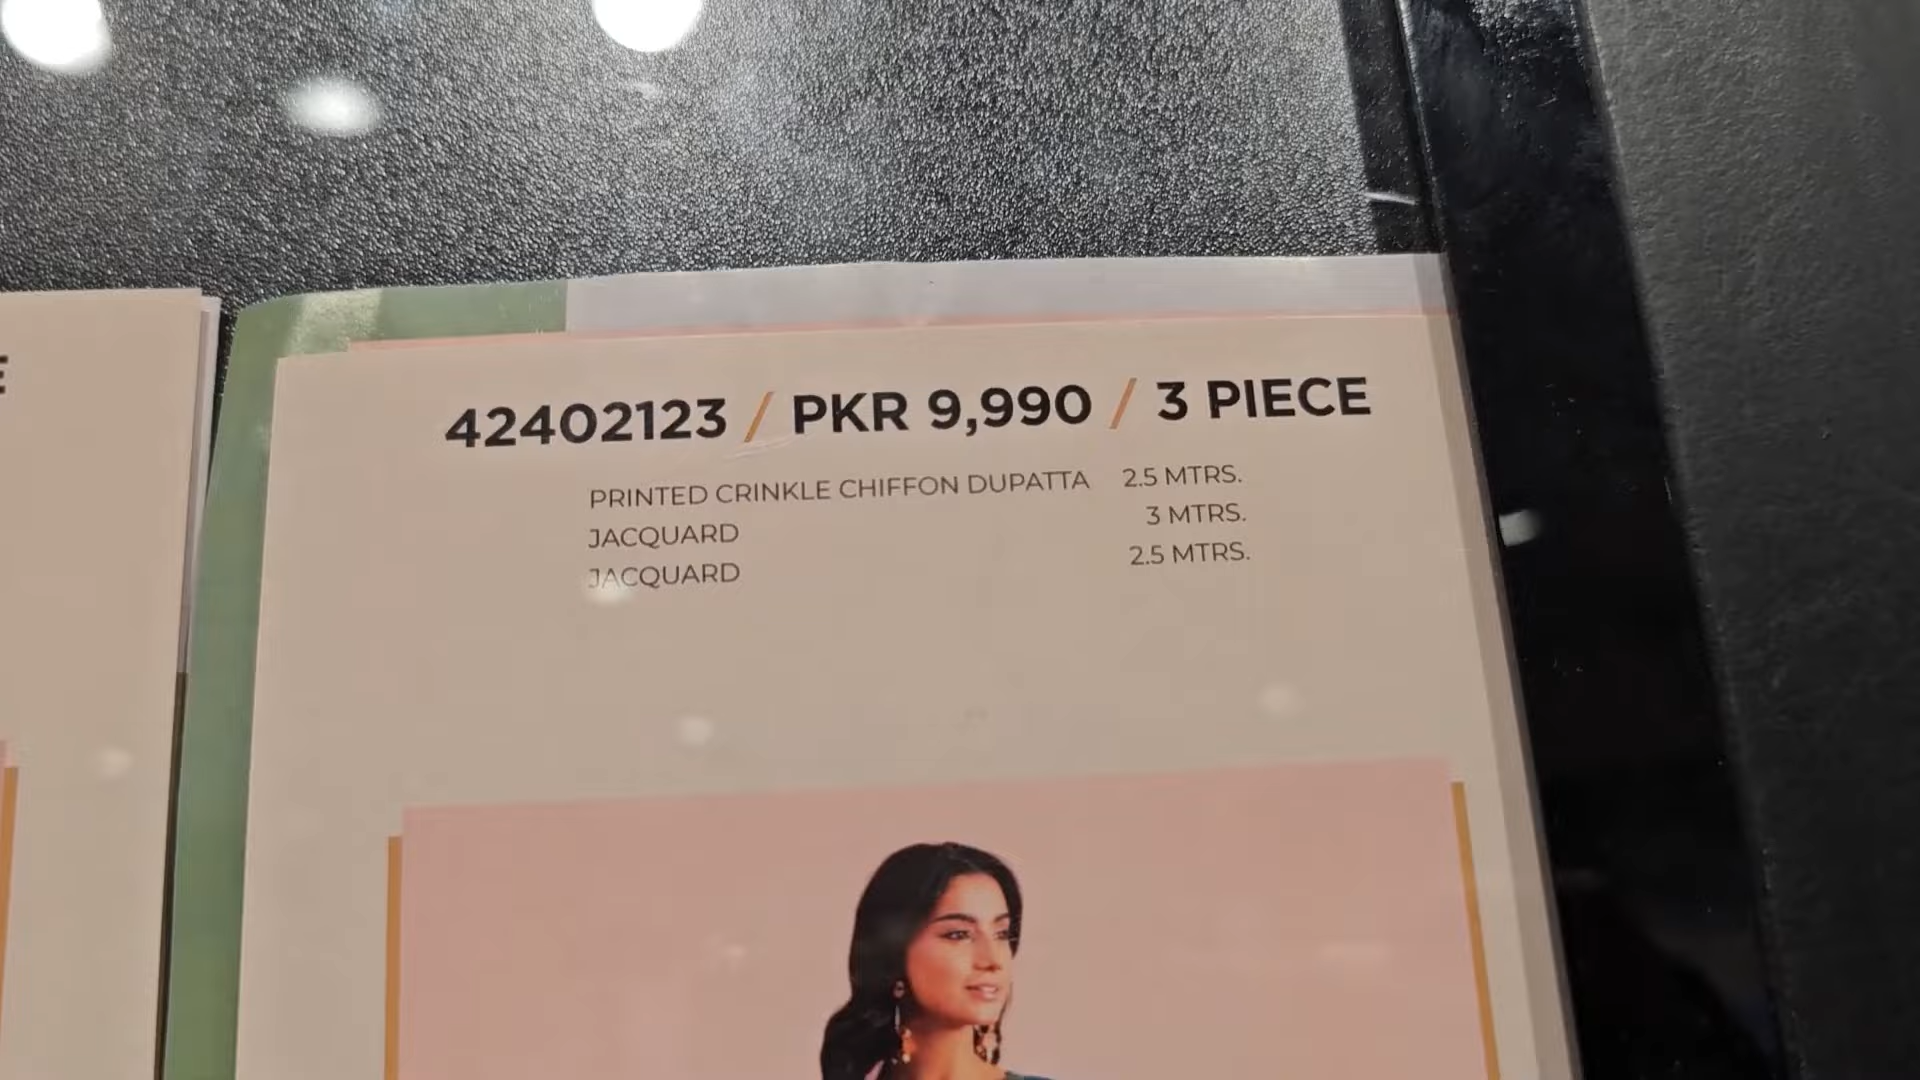 42402123 / PKR 9,990 / 3 PIECE
PRINTED CRINKLE CHIFFON DUPATTA 2.5 MTRS.
JACQUARD 3 MTRS.
JACQUARD 2.5 MTRS.